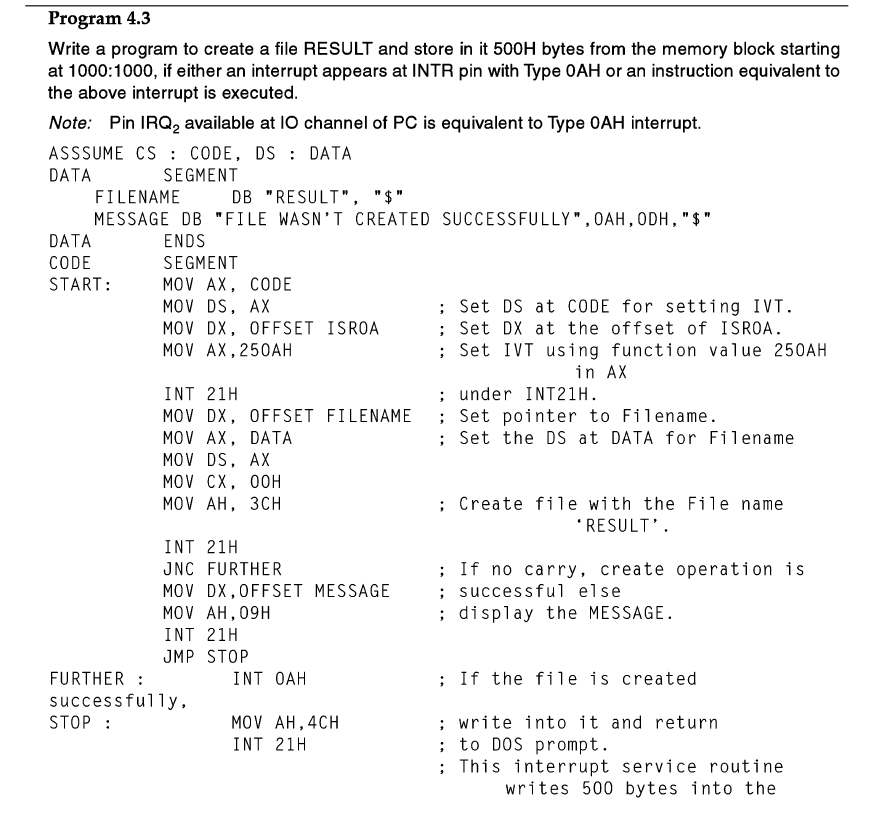 Program 4.3
Write a program to create a file RESULT and store in it 500H bytes from the memory block starting
at 1000:1000, if either an interrupt appears at INTR pin with Type 0AH or an instruction equivalent to
the above interrupt is executed.
Note: Pin IRQ₂ available at IO channel of PC is equivalent to Type 0AH interrupt.
ASSSUME CS : CODE, DS : DATA
DATA SEGMENT
FILENAME DB "RESULT", "$"
MESSAGE DB "FILE WASN'T CREATED SUCCESSFULLY",0AH,0DH,"$"
DATA ENDS
CODE SEGMENT
START: MOV AX, CODE
MOV DS, AX ; Set DS at CODE for setting IVT.
MOV DX, OFFSET ISROA ; Set DX at the offset of ISROA.
MOV AX,250AH ; Set IVT using function value 250AH
in AX
INT 21H ; under INT21H.
MOV DX, OFFSET FILENAME ; Set pointer to Filename.
MOV AX, DATA ; Set the DS at DATA for Filename
MOV DS, AX
MOV CX, 00H
MOV AH, 3CH ; Create file with the File name
'RESULT'.
INT 21H
JNC FURTHER ; If no carry, create operation is
MOV DX,OFFSET MESSAGE ; successful else
MOV AH,09H ; display the MESSAGE.
INT 21H
JMP STOP
FURTHER : INT 0AH ; If the file is created
successfully,
STOP : MOV AH,4CH ; write into it and return
INT 21H ; to DOS prompt.
; This interrupt service routine
writes 500 bytes into the